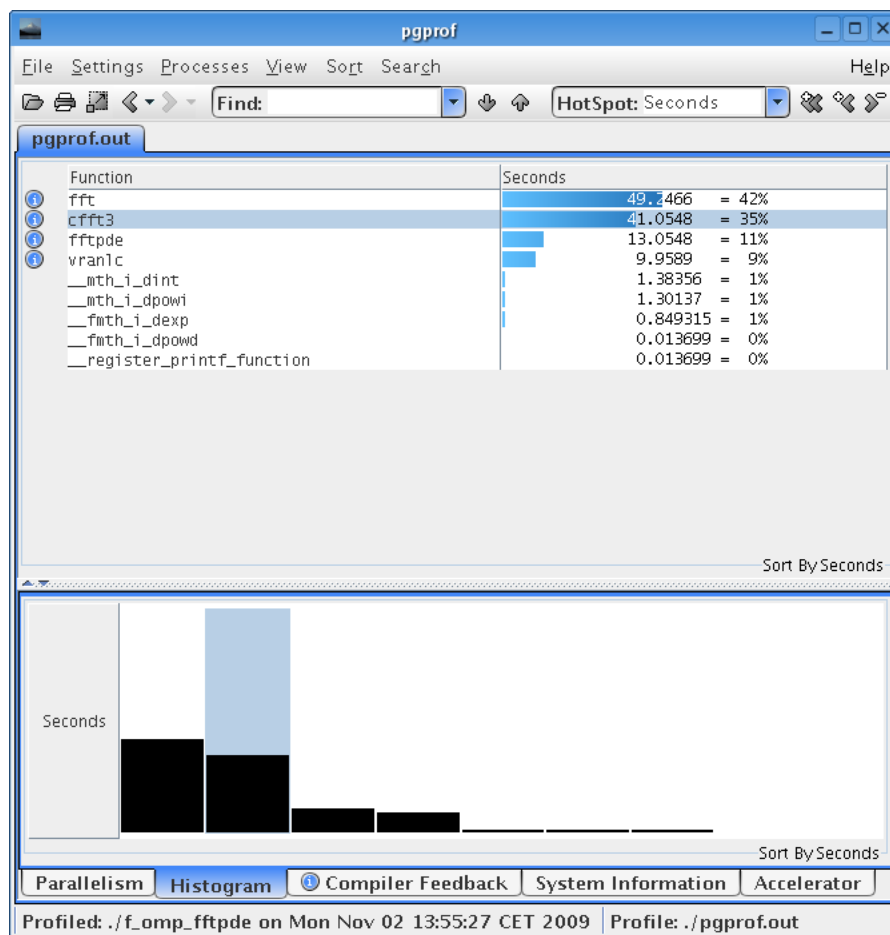 pgprof
File Settings Processes View Sort Search Help
Find: HotSpot: Seconds
pgprof.out
Function Seconds
fft 49.2466 = 42%
cfft3 41.0548 = 35%
fftpde 13.0548 = 11%
vranlc 9.9589 = 9%
__mth_i_dint 1.38356 = 1%
__mth_i_dpowi 1.30137 = 1%
__fmth_i_dexp 0.849315 = 1%
__fmth_i_dpowd 0.013699 = 0%
__register_printf_function 0.013699 = 0%
Sort By Seconds
Seconds
Sort By Seconds
Parallelism Histogram Compiler Feedback System Information Accelerator
Profiled: ./f_omp_fftpde on Mon Nov 02 13:55:27 CET 2009 Profile: ./pgprof.out